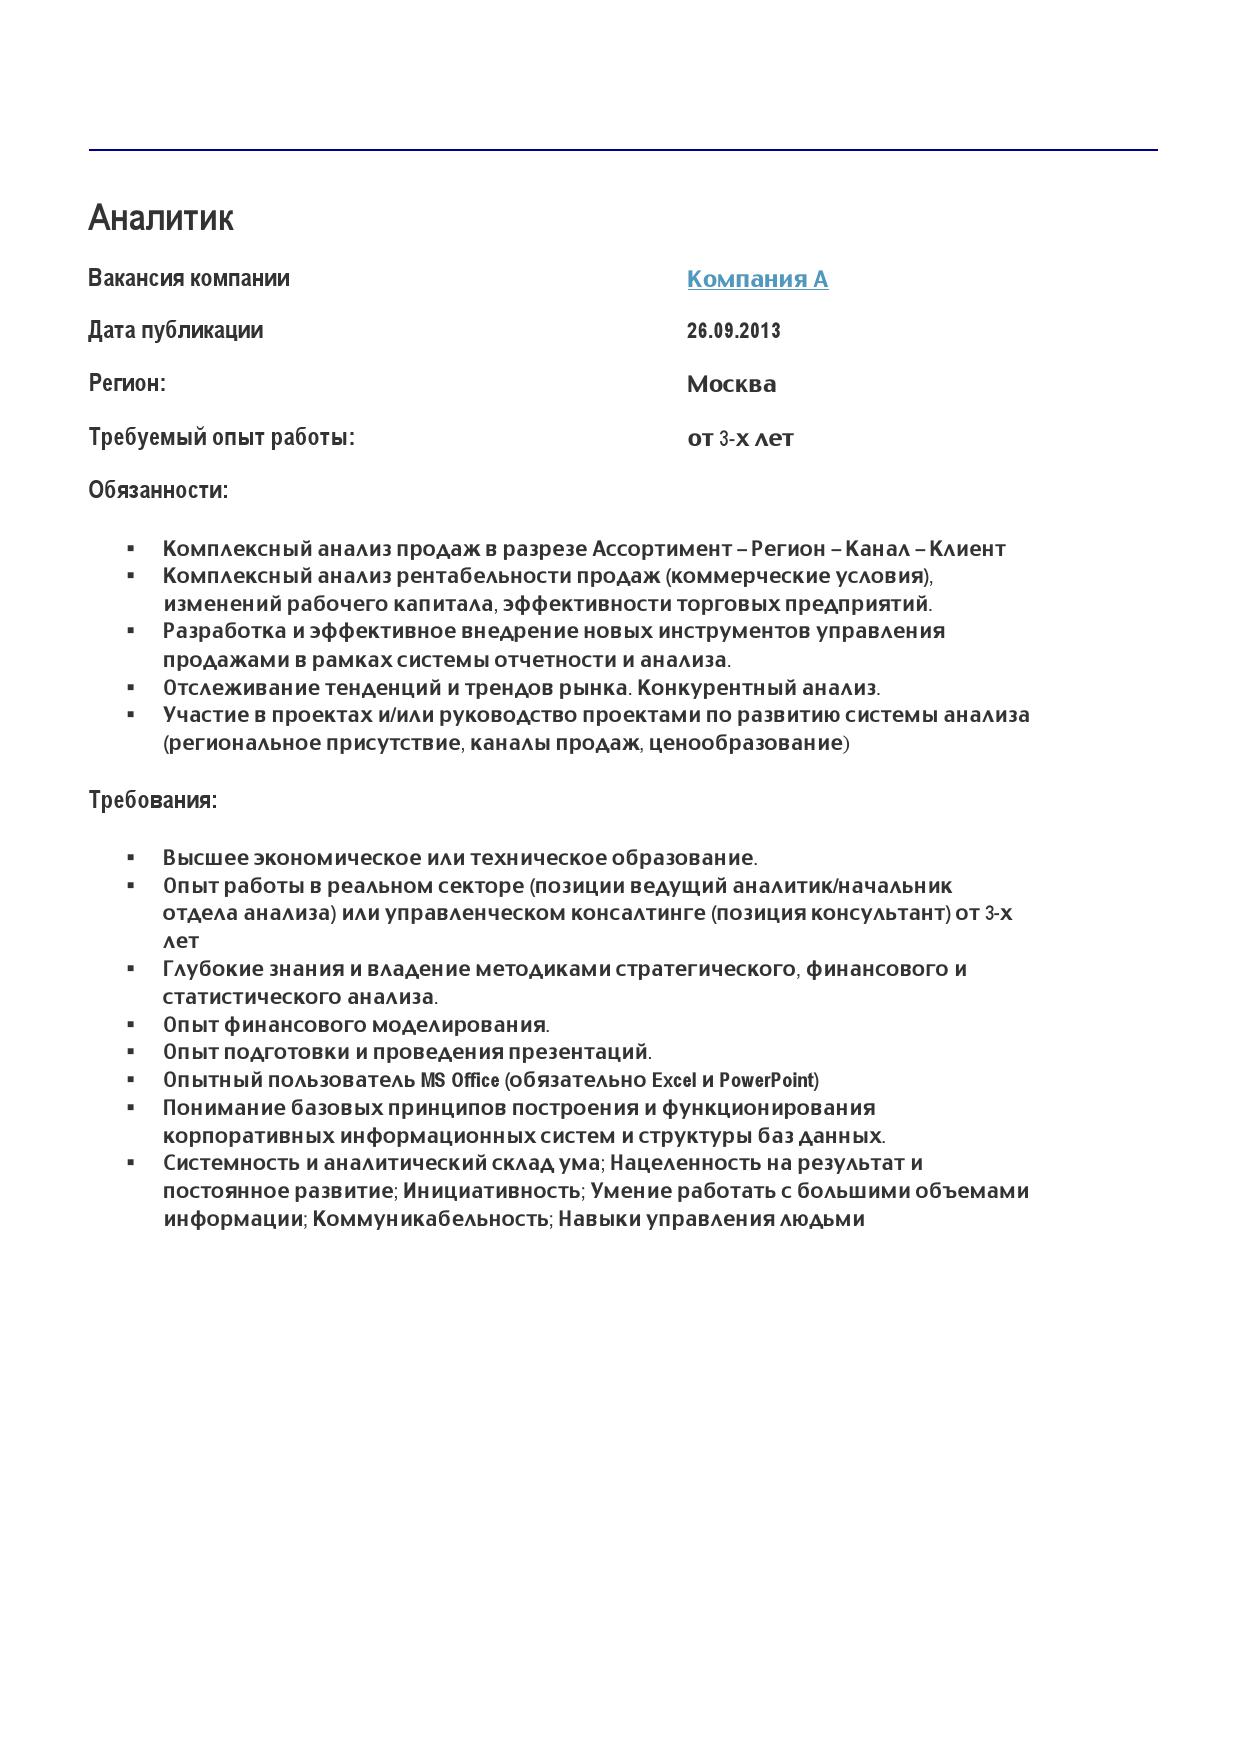 Аналитик
Вакансия компании Компания А
Дата публикации 26.09.2013
Регион: Москва
Требуемый опыт работы: от 3-х лет
Обязанности:
▪ Комплексный анализ продаж в разрезе Ассортимент – Регион – Канал – Клиент
▪ Комплексный анализ рентабельности продаж (коммерческие условия),
изменений рабочего капитала, эффективности торговых предприятий.
▪ Разработка и эффективное внедрение новых инструментов управления
продажами в рамках системы отчетности и анализа.
▪ Отслеживание тенденций и трендов рынка. Конкурентный анализ.
▪ Участие в проектах и/или руководство проектами по развитию системы анализа
(региональное присутствие, каналы продаж, ценообразование)
Требования:
▪ Высшее экономическое или техническое образование.
▪ Опыт работы в реальном секторе (позиции ведущий аналитик/начальник
отдела анализа) или управленческом консалтинге (позиция консультант) от 3-х
лет
▪ Глубокие знания и владение методиками стратегического, финансового и
статистического анализа.
▪ Опыт финансового моделирования.
▪ Опыт подготовки и проведения презентаций.
▪ Опытный пользователь MS Office (обязательно Excel и PowerPoint)
▪ Понимание базовых принципов построения и функционирования
корпоративных информационных систем и структуры баз данных.
▪ Системность и аналитический склад ума; Нацеленность на результат и
постоянное развитие; Инициативность; Умение работать с большими объемами
информации; Коммуникабельность; Навыки управления людьми